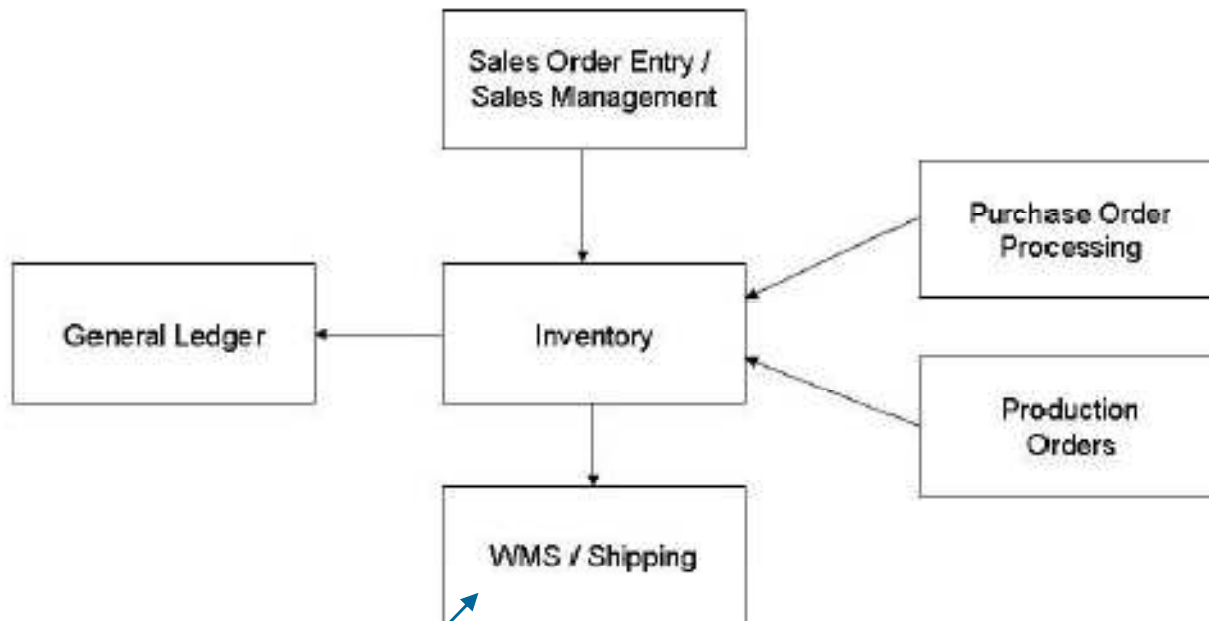 Sales Order Entry /
Sales Management
Purchase Order
Processing
General Ledger
Inventory
Production
Orders
WMS / Shipping